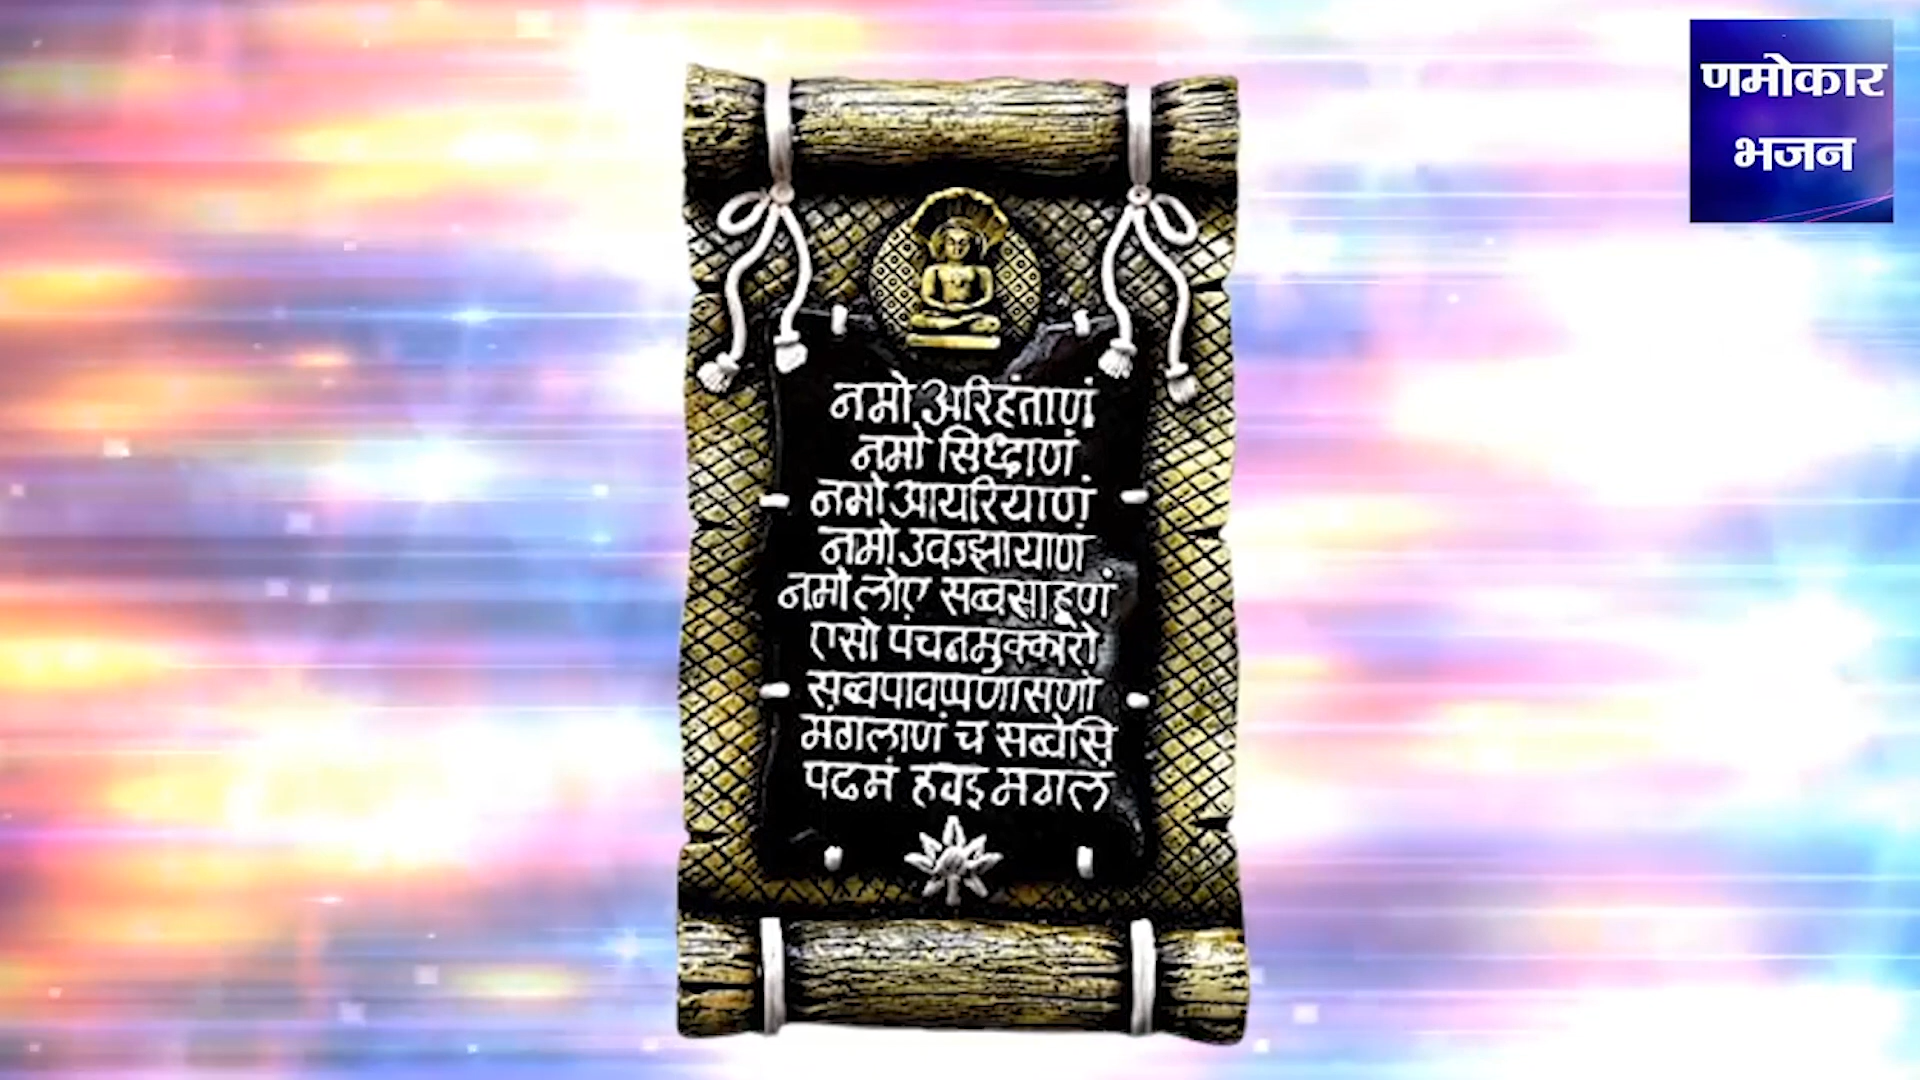 णमोकार
भजन
नमो अरिहंताणं
नमो सिध्दाणं
नमो आयरियाणं
नमो उवज्झायाणं
नमो लोए सव्वसाहूणं
एसो पंचनमुक्कारो
सव्वपावप्पणासणो
मंगलाणं च सव्वेसिं
पढमं हवइ मंगल